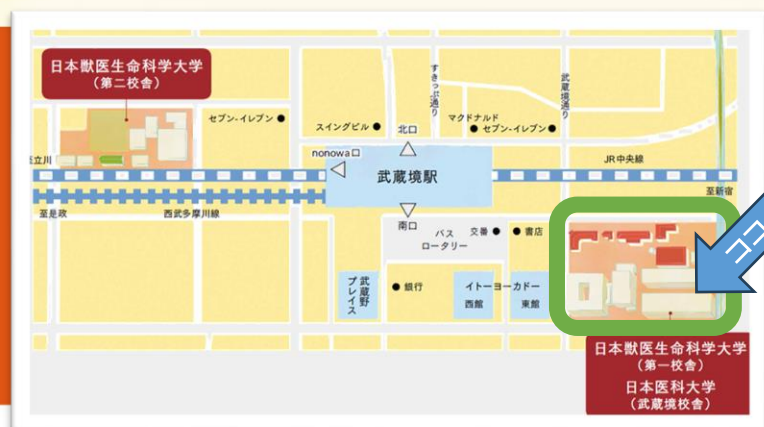 日本獣医生命科学大学
（第二校舎）
セブン-イレブン
スイングビル
北口
すきっぷ通り
マクドナルド
セブン-イレブン
武蔵境通り
nonowa口
武蔵境駅
JR中央線
至立川
至新宿
至是政
西武多摩川線
南口
バス
ロータリー
交番
書店
武蔵野
プレイス
銀行
イトーヨーカドー
西館
東館
ココ
日本獣医生命科学大学
（第一校舎）
日本医科大学
（武蔵境校舎）